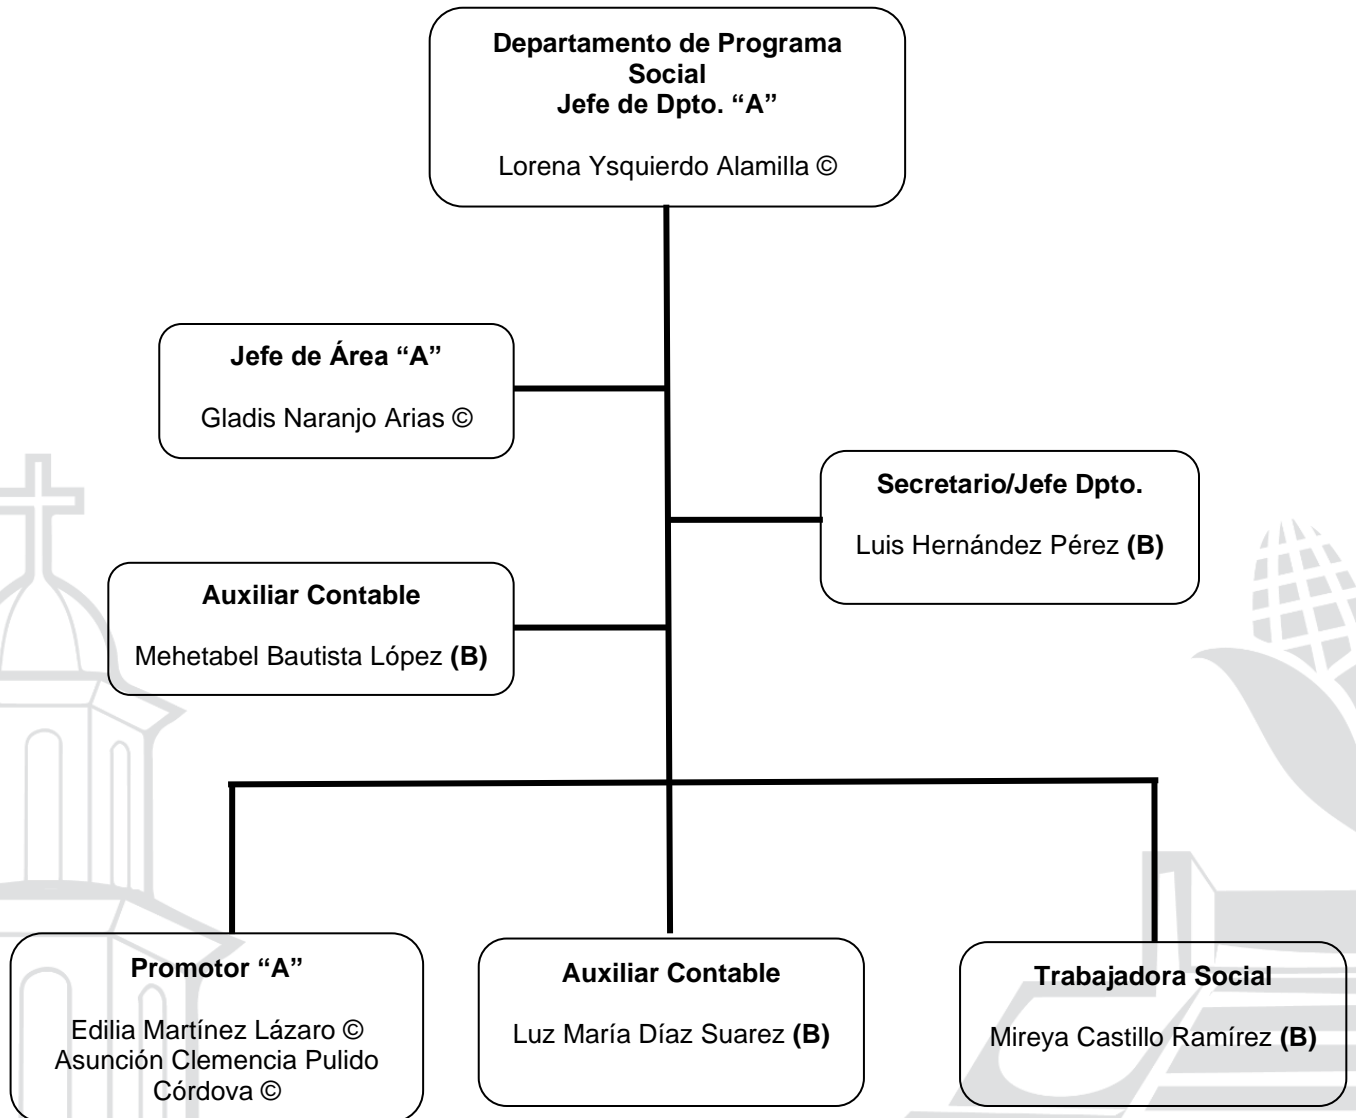 Departamento de Programa
Social
Jefe de Dpto. “A”
Lorena Ysquierdo Alamilla ©
Jefe de Área “A”
Gladis Naranjo Arias ©
Secretario/Jefe Dpto.
Luis Hernández Pérez (B)
Auxiliar Contable
Mehetabel Bautista López (B)
Promotor “A”
Edilia Martínez Lázaro ©
Asunción Clemencia Pulido
Córdova ©
Auxiliar Contable
Luz María Díaz Suarez (B)
Trabajadora Social
Mireya Castillo Ramírez (B)